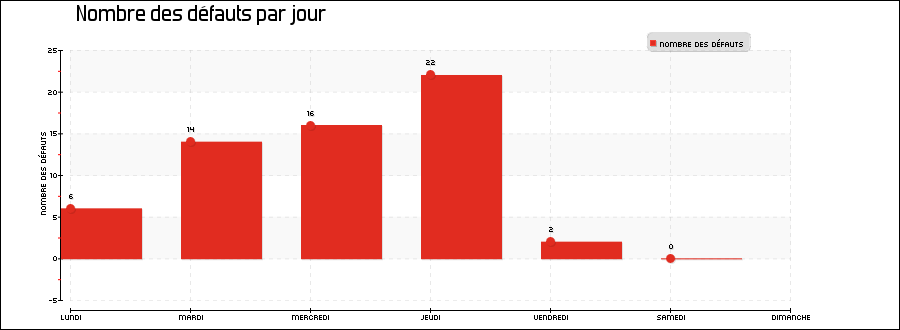 Nombre des défauts par jour
NOMBRE DES DÉFAUTS
25
20
15
10
5
0
-5
NOMBRE DES DÉFAUTS
6
14
16
22
2
0
LUNDI
MARDI
MERCREDI
JEUDI
VENDREDI
SAMEDI
DIMANCHE